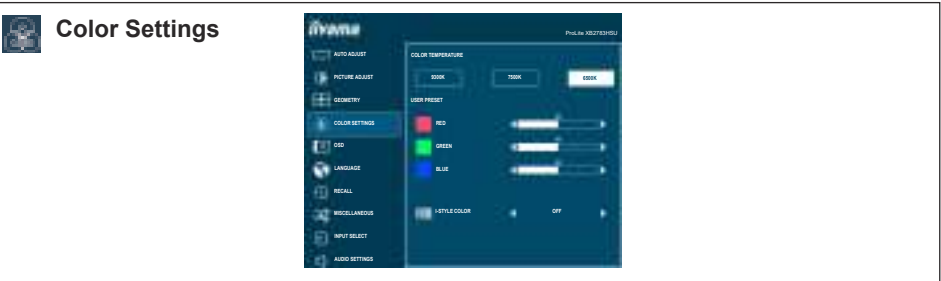 Color Settings
iiyama
ProLite XB2783HSU
AUTO ADJUST
COLOR TEMPERATURE
PICTURE ADJUST
9300K 7500K 6500K
GEOMETRY
USER PRESET
COLOR SETTINGS
RED
OSD
GREEN
LANGUAGE
BLUE
RECALL
MISCELLANEOUS
I-STYLE COLOR OFF
INPUT SELECT
AUDIO SETTINGS